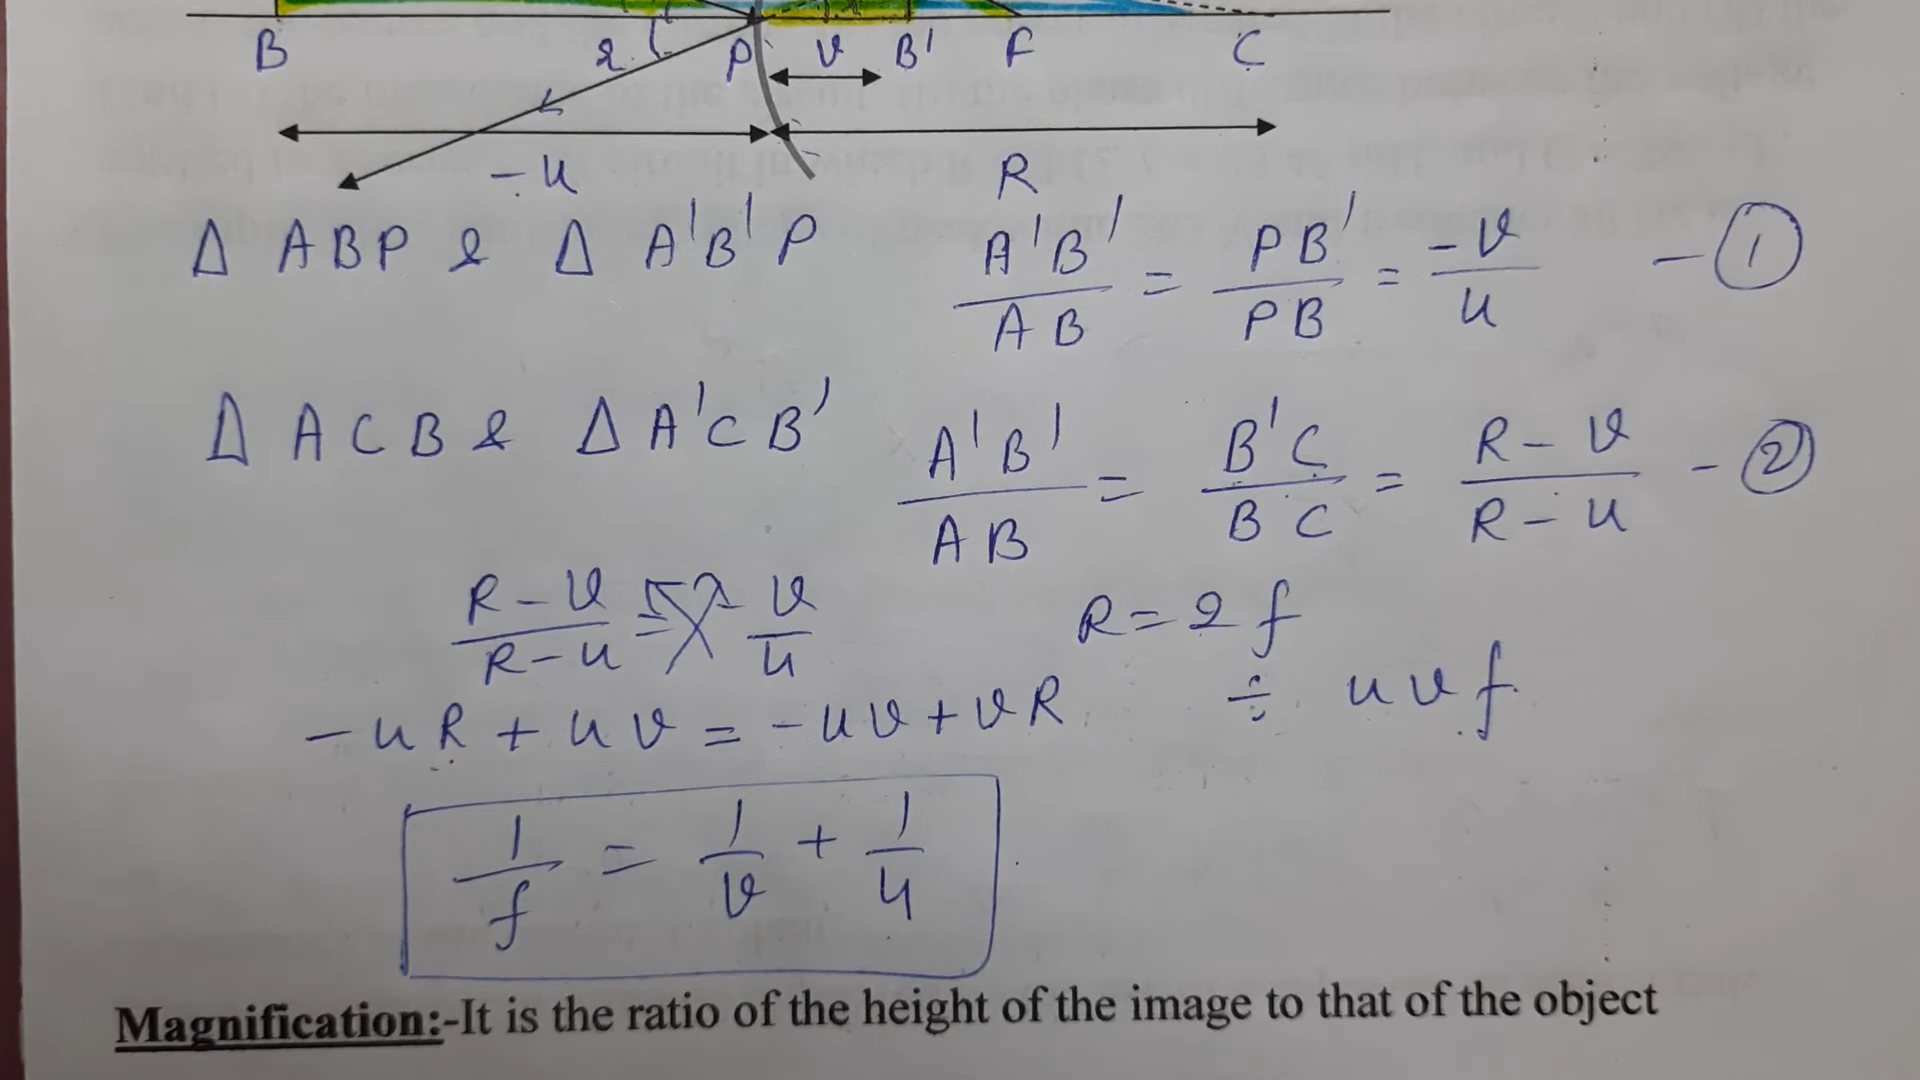 B 2 P v B' F C
-u R
Δ ABP & Δ A'B'P A'B'/AB = PB'/PB = -v/u - ①
Δ ACB & Δ A'CB' A'B'/AB = B'C/BC = R-v/R-u - ②
R-v/R-u = v/u R=2f
-uR+uv=-uv+vR ÷ uvf
1/f = 1/v + 1/u
Magnification:-It is the ratio of the height of the image to that of the object